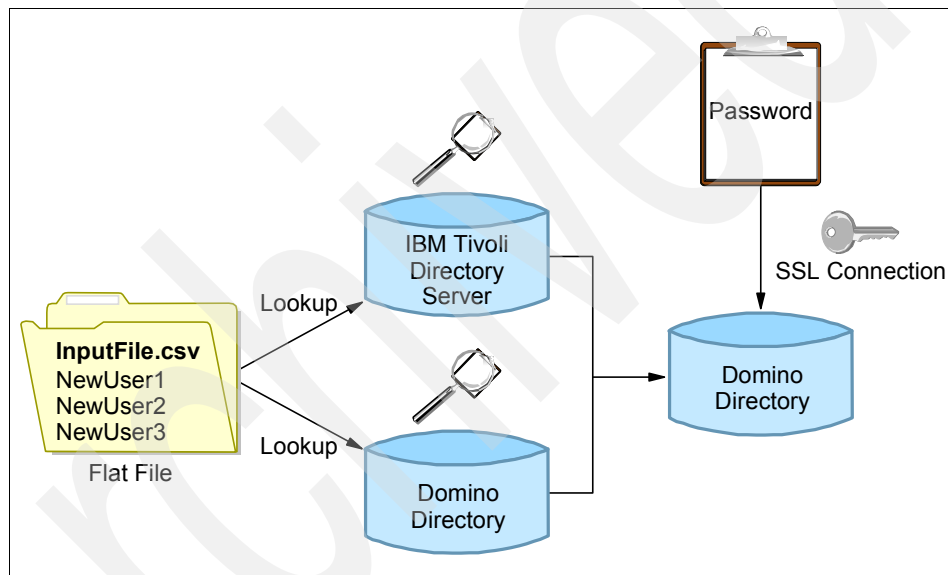 Password
SSL Connection
IBM Tivoli
Directory
Server
Lookup
InputFile.csv
NewUser1
NewUser2
NewUser3
Flat File
Lookup
Domino
Directory
Domino
Directory